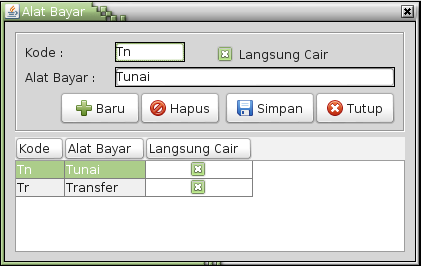 Alat Bayar
Kode : Tn Langsung Cair
Alat Bayar : Tunai
Baru Hapus Simpan Tutup
Kode Alat Bayar Langsung Cair
Tn Tunai
Tr Transfer